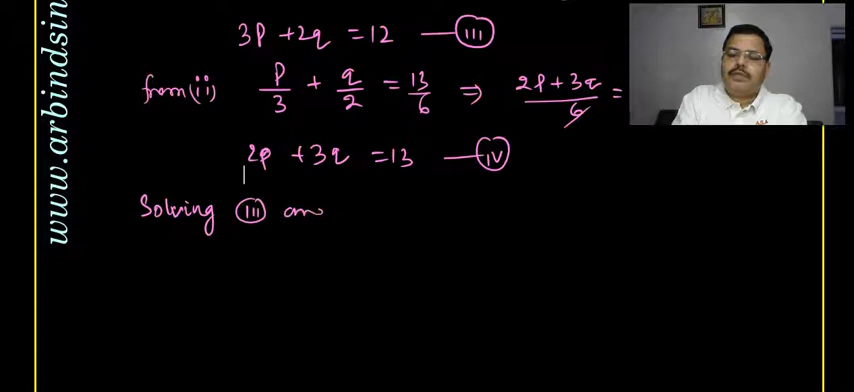 3p + 2q = 12 —— (III)
from (ii) p/3 + q/2 = 13/6 ⇒ 2p + 3q/6 =
2p + 3q = 13 —— (IV)
Solving (III) an
www.arbindsin